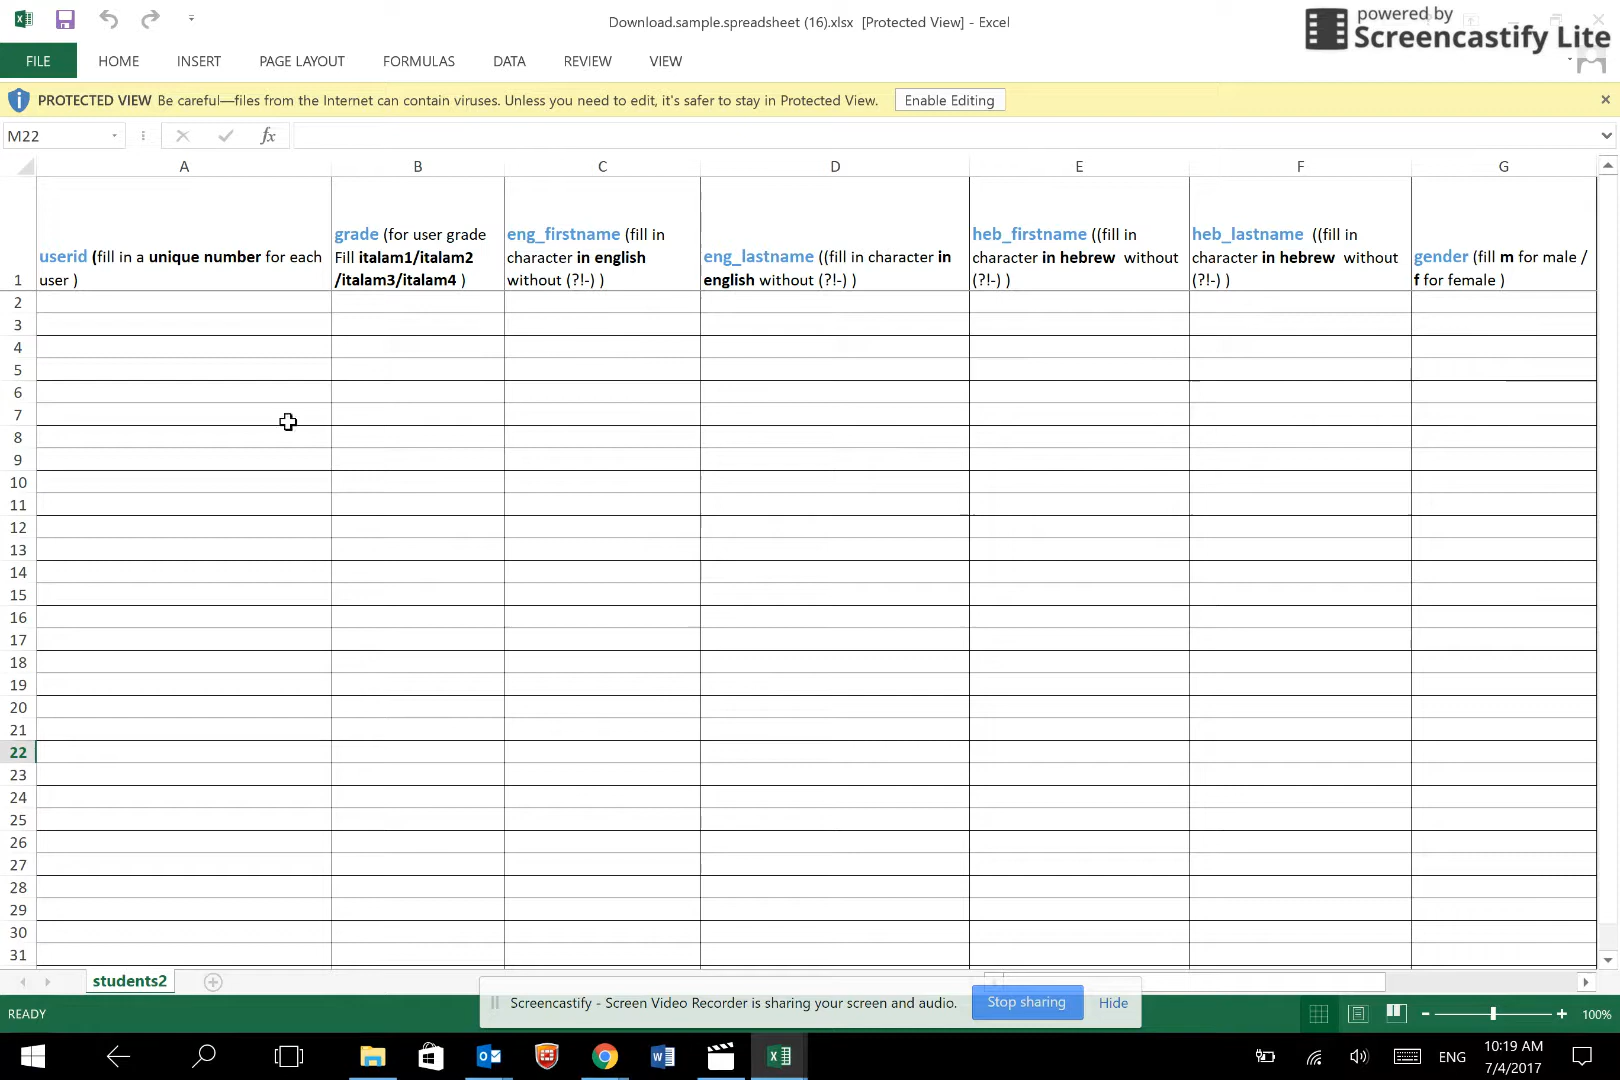 Download.sample.spreadsheet (16).xlsx [Protected View] - Excel
powered by
Screencastify Lite
FILE HOME INSERT PAGE LAYOUT FORMULAS DATA REVIEW VIEW
PROTECTED VIEW Be careful—files from the Internet can contain viruses. Unless you need to edit, it's safer to stay in Protected View. Enable Editing
M22 fx
A B C D E F G
1
userid (fill in a unique number for each
user )
grade (for user grade
Fill italam1/italam2
/italam3/italam4 )
eng_firstname (fill in
character in english
without (?!-) )
eng_lastname ((fill in character in
english without (?!-) )
heb_firstname ((fill in
character in hebrew without
(?!-) )
heb_lastname ((fill in
character in hebrew without
(?!-) )
gender (fill m for male /
f for female )
2
3
4
5
6
7
8
9
10
11
12
13
14
15
16
17
18
19
20
21
22
23
24
25
26
27
28
29
30
31
students2
Screencastify - Screen Video Recorder is sharing your screen and audio. Stop sharing Hide
READY 100%
ENG 10:19 AM
7/4/2017